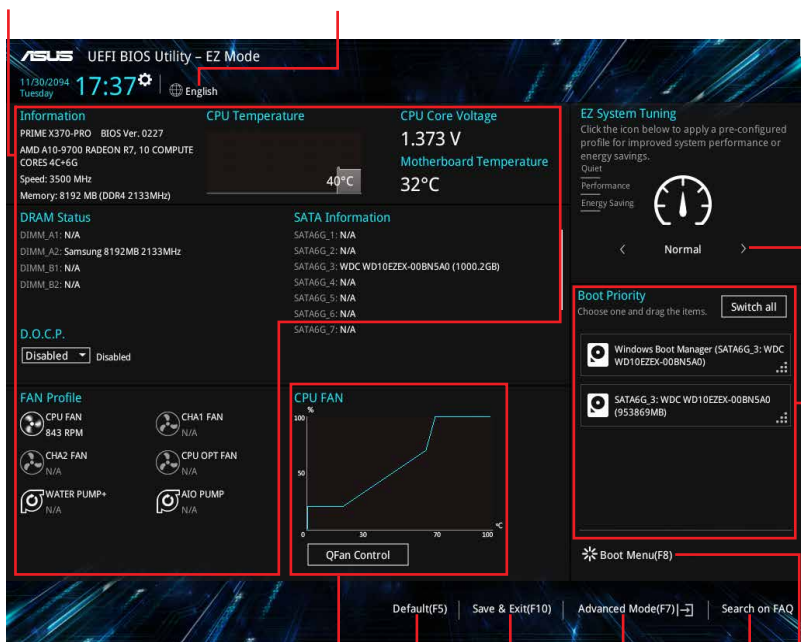 ASUS UEFI BIOS Utility – EZ Mode
11/30/2094
Tuesday
17:37
English
Information
PRIME X370-PRO BIOS Ver. 0227
AMD A10-9700 RADEON R7, 10 COMPUTE
CORES 4C+6G
Speed: 3500 MHz
Memory: 8192 MB (DDR4 2133MHz)
CPU Temperature
40°C
CPU Core Voltage
1.373 V
Motherboard Temperature
32°C
DRAM Status
DIMM_A1: N/A
DIMM_A2: Samsung 8192MB 2133MHz
DIMM_B1: N/A
DIMM_B2: N/A
SATA Information
SATA6G_1: N/A
SATA6G_2: N/A
SATA6G_3: WDC WD10EZEX-00BN5A0 (1000.2GB)
SATA6G_4: N/A
SATA6G_5: N/A
SATA6G_6: N/A
SATA6G_7: N/A
D.O.C.P.
Disabled Disabled
FAN Profile
CPU FAN
843 RPM
CHA1 FAN
N/A
CHA2 FAN
N/A
CPU OPT FAN
N/A
WATER PUMP+
N/A
AIO PUMP
N/A
CPU FAN
%
100
50
0 30 70 100
°C
QFan Control
EZ System Tuning
Click the icon below to apply a pre-configured
profile for improved system performance or
energy savings.
Quiet
Performance
Energy Saving
Normal
Boot Priority
Choose one and drag the items.
Switch all
Windows Boot Manager (SATA6G_3: WDC
WD10EZEX-00BN5A0)
SATA6G_3: WDC WD10EZEX-00BN5A0
(953869MB)
Boot Menu(F8)
Default(F5)
Save & Exit(F10)
Advanced Mode(F7)
Search on FAQ